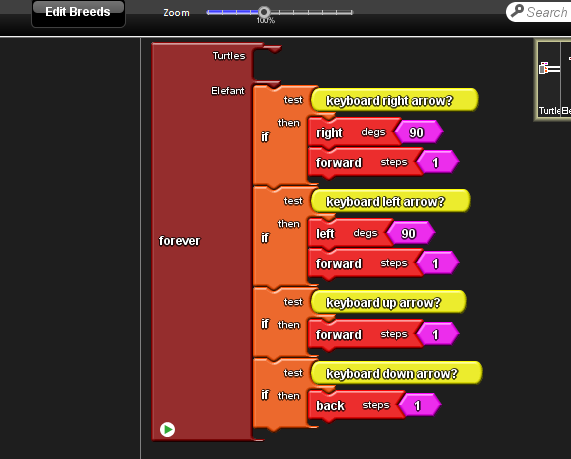 Edit Breeds
Zoom
100%
Search
Turtles
Elefant
forever
if
test
keyboard right arrow?
then
right degs 90
forward steps 1
if
test
keyboard left arrow?
then
left degs 90
forward steps 1
if
test
keyboard up arrow?
then
forward steps 1
if
test
keyboard down arrow?
then
back steps 1